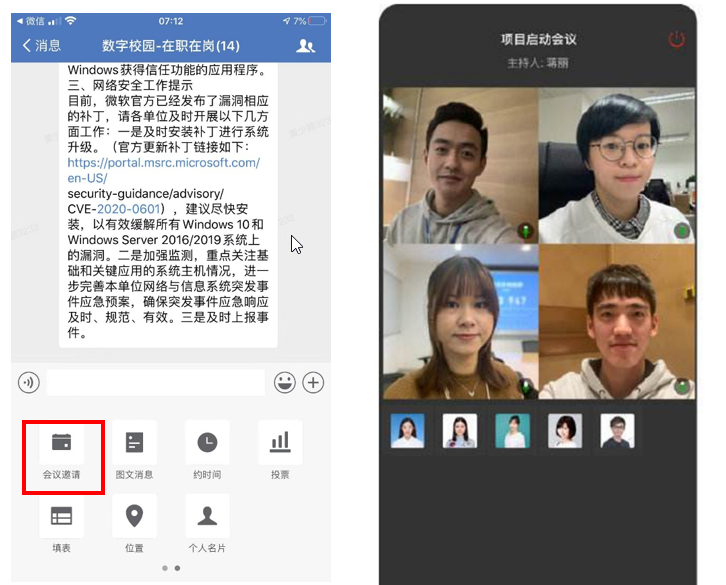 微信
07:12
7%
消息
数字校园-在职在岗(14)
Windows获得信任功能的应用程序。
三、网络安全工作提示
目前，微软官方已经发布了漏洞相应
的补丁，请各单位及时开展以下几方
面工作：一是及时安装补丁进行系统
升级。（官方更新补丁链接如下：
https://portal.msrc.microsoft.com/
en-US/
security-guidance/advisory/
CVE-2020-0601），建议尽快安
装，以有效缓解所有Windows 10和
Windows Server 2016/2019系统上
的漏洞。二是加强监测，重点关注基
础和关键应用的系统主机情况，进一
步完善本单位网络与信息系统突发事
件应急预案，确保突发事件应急响应
及时、规范、有效。三是及时上报事
件。
会议邀请
图文消息
约时间
投票
填表
位置
个人名片
项目启动会议
主持人: 蒋丽